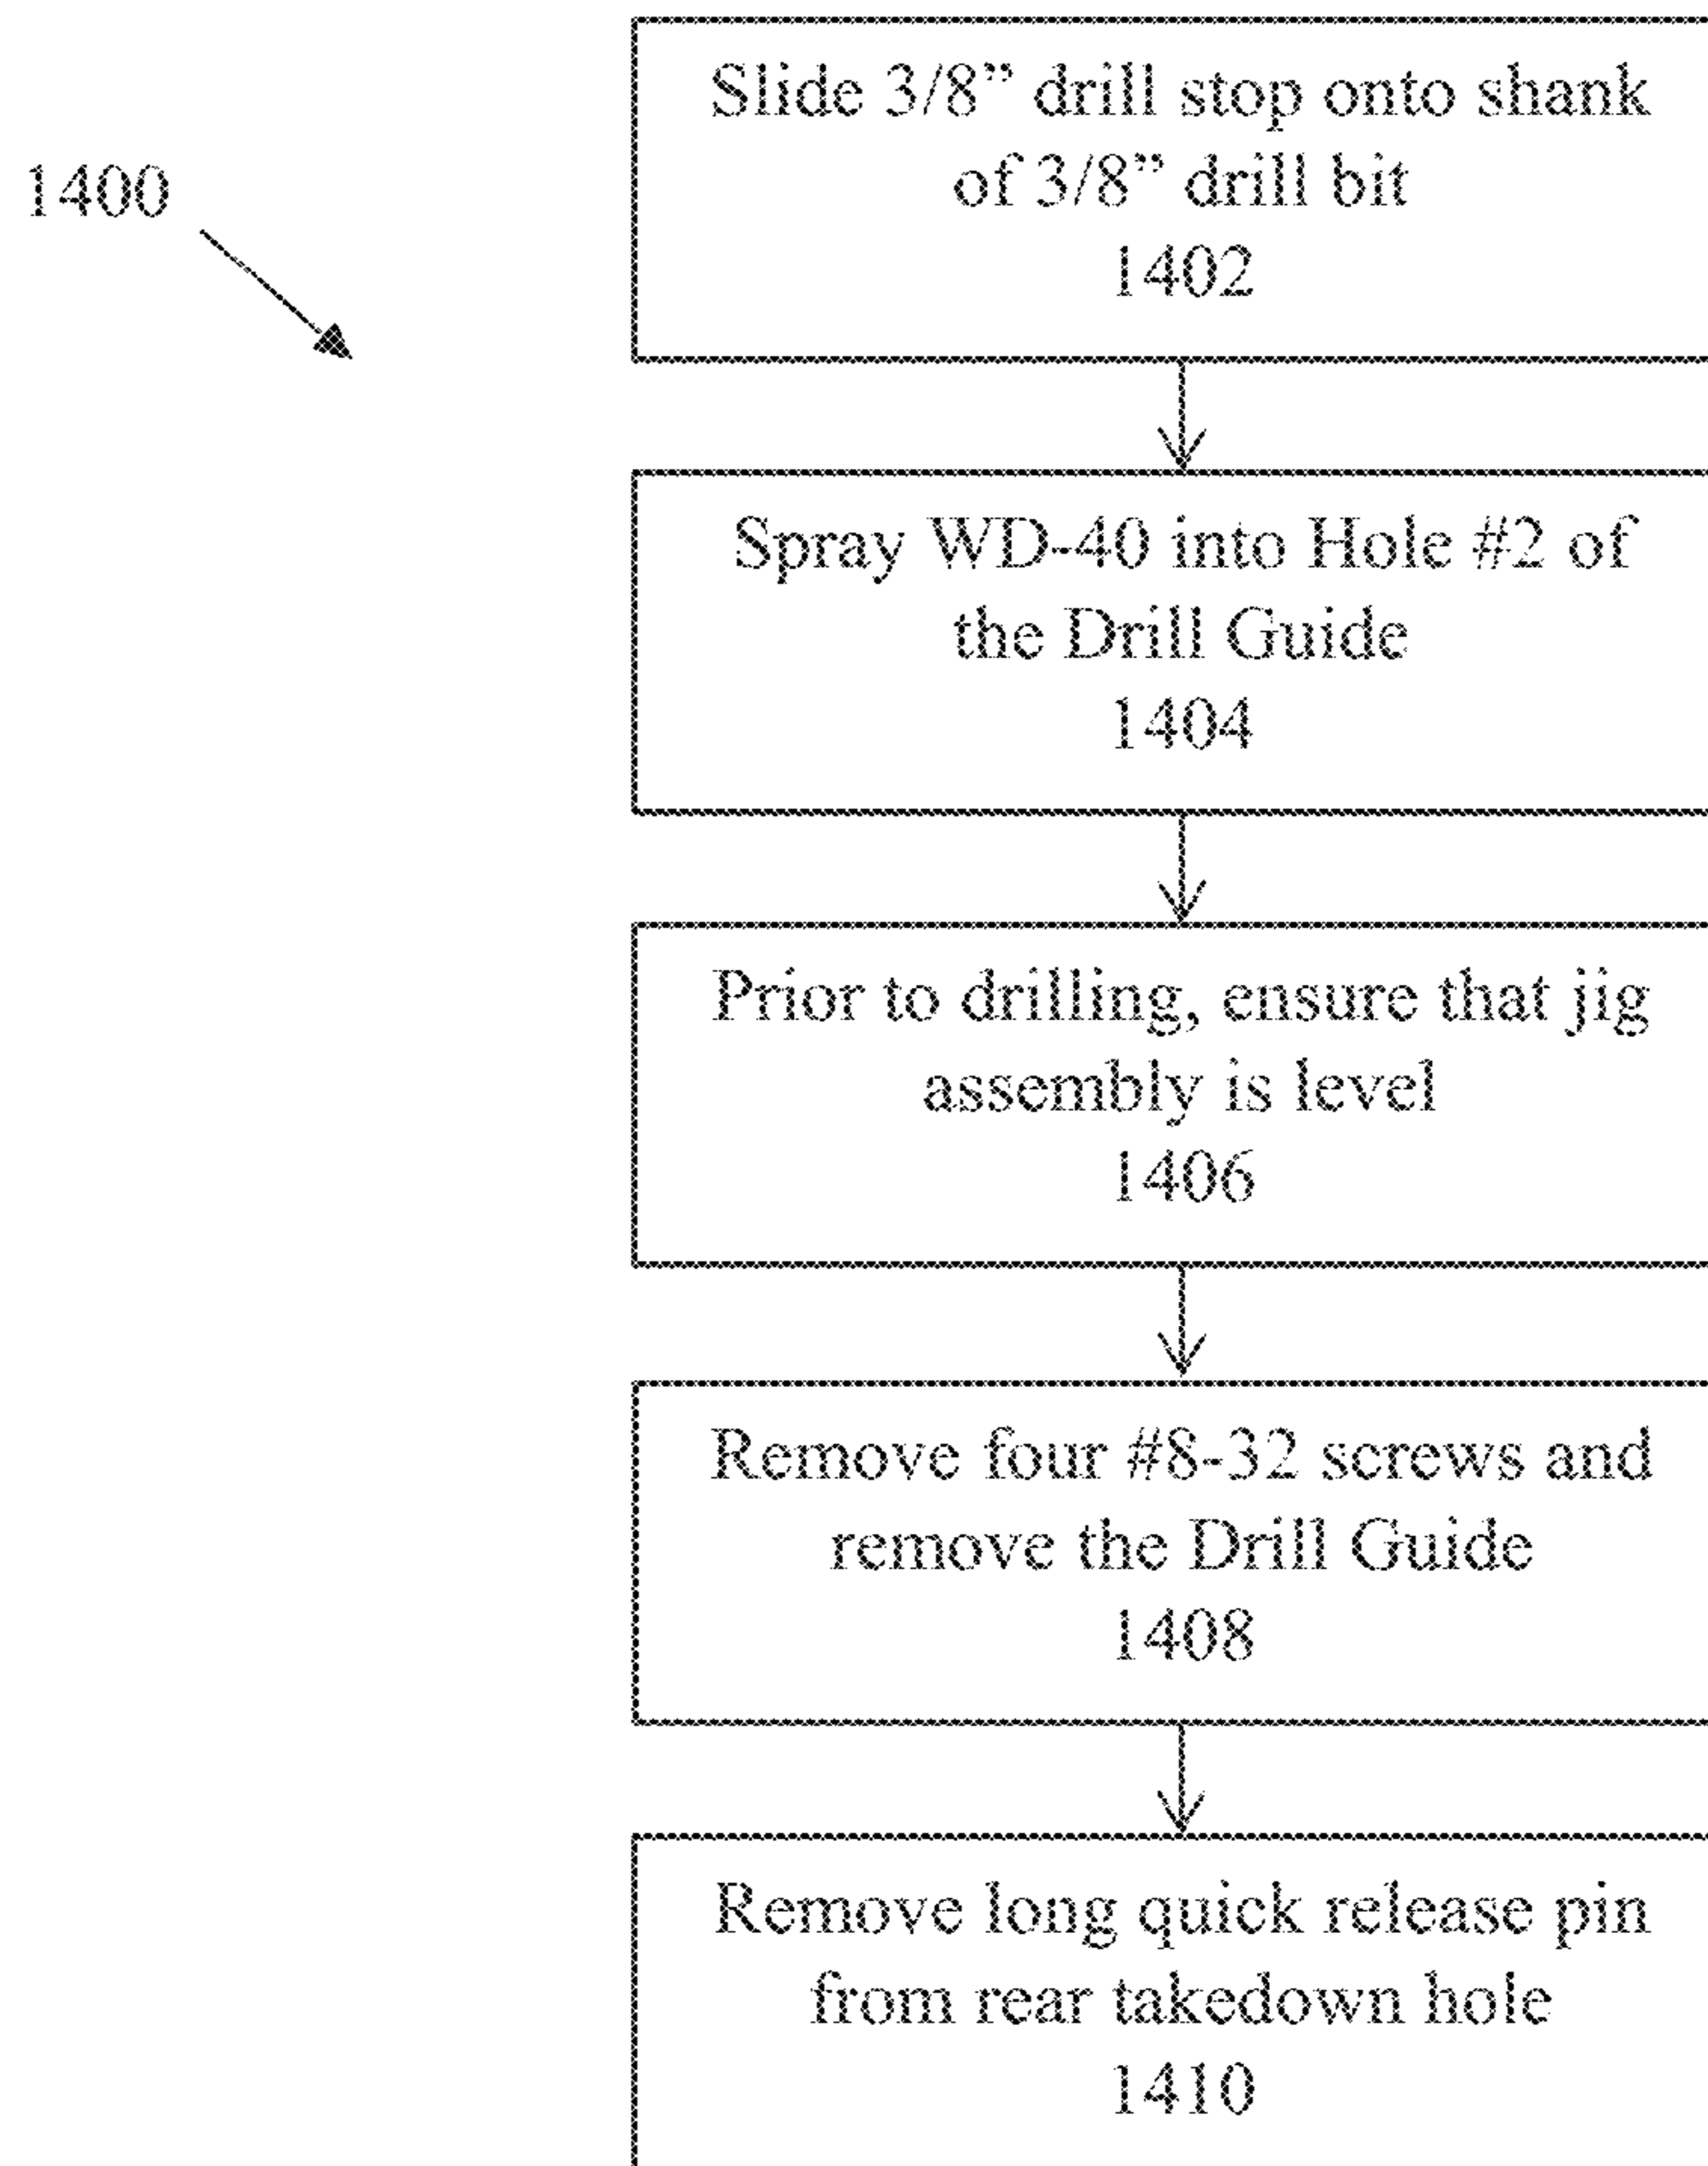 1400
Slide 3/8” drill stop onto shank
of 3/8” drill bit
1402
Spray WD-40 into Hole #2 of
the Drill Guide
1404
Prior to drilling, ensure that jig
assembly is level
1406
Remove four #8-32 screws and
remove the Drill Guide
1408
Remove long quick release pin
from rear takedown hole
1410